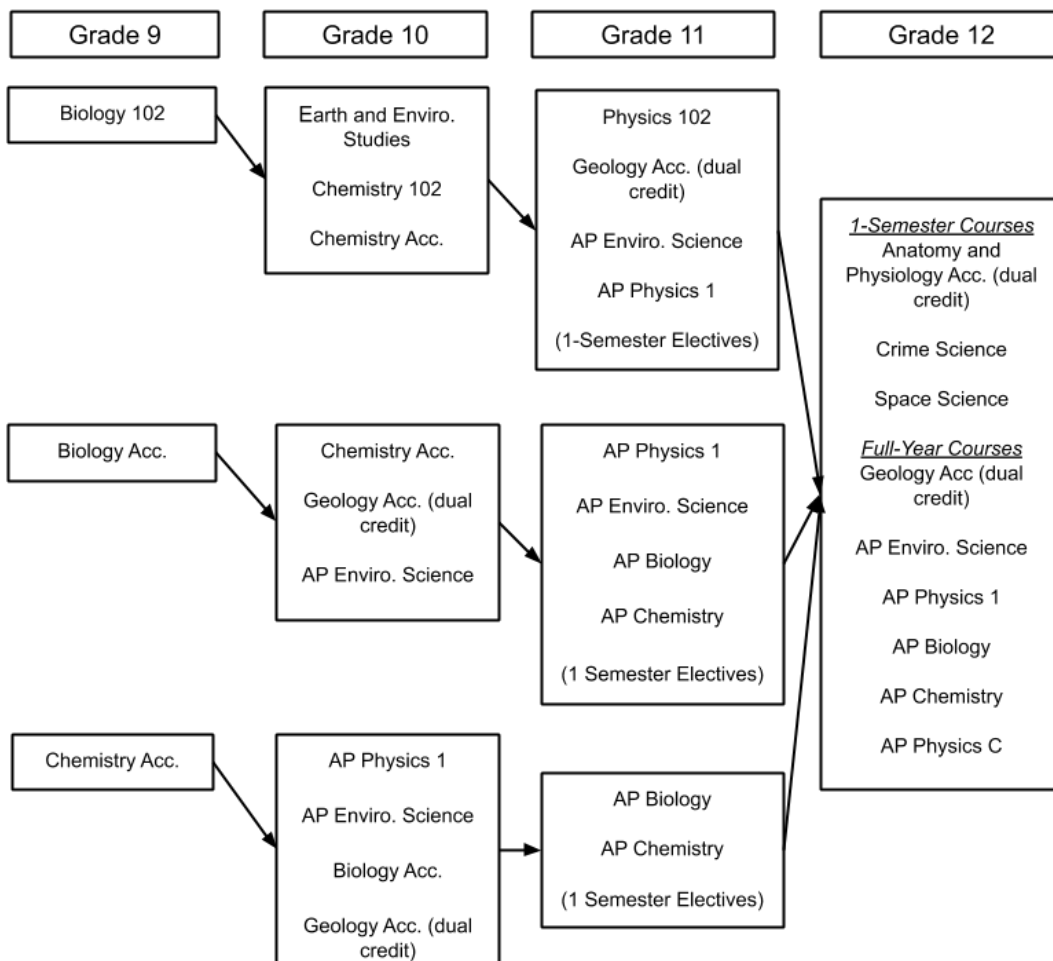 Grade 9
Grade 10
Grade 11
Grade 12
Biology 102
Earth and Enviro.
Studies
Chemistry 102
Chemistry Acc.
Physics 102
Geology Acc. (dual
credit)
AP Enviro. Science
AP Physics 1
(1-Semester Electives)
Biology Acc.
Chemistry Acc.
Geology Acc. (dual
credit)
AP Enviro. Science
AP Physics 1
AP Enviro. Science
AP Biology
AP Chemistry
(1 Semester Electives)
Chemistry Acc.
AP Physics 1
AP Enviro. Science
Biology Acc.
Geology Acc. (dual
credit)
AP Biology
AP Chemistry
(1 Semester Electives)
1-Semester Courses
Anatomy and
Physiology Acc. (dual
credit)
Crime Science
Space Science
Full-Year Courses
Geology Acc (dual
credit)
AP Enviro. Science
AP Physics 1
AP Biology
AP Chemistry
AP Physics C